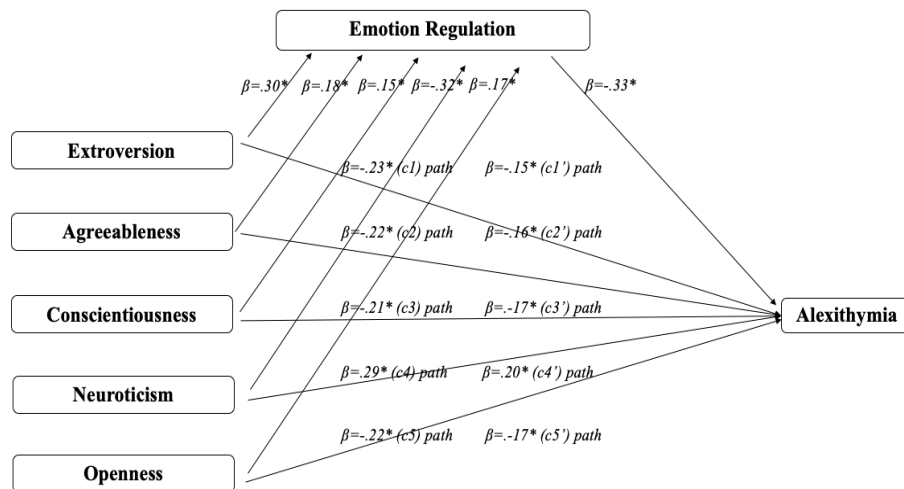 Emotion Regulation
β=.30* β=.18* β=.15* β=-.32* β=.17* β=-.33*
Extroversion
β=-.23* (c1) path β=-.15* (c1’) path
Agreeableness
β=-.22* (c2) path β=-.16* (c2’) path
Conscientiousness
β=-.21* (c3) path β=.-17* (c3’) path
Alexithymia
Neuroticism
β=.29* (c4) path β=.20* (c4’) path
β=-.22* (c5) path β=.-17* (c5’) path
Openness